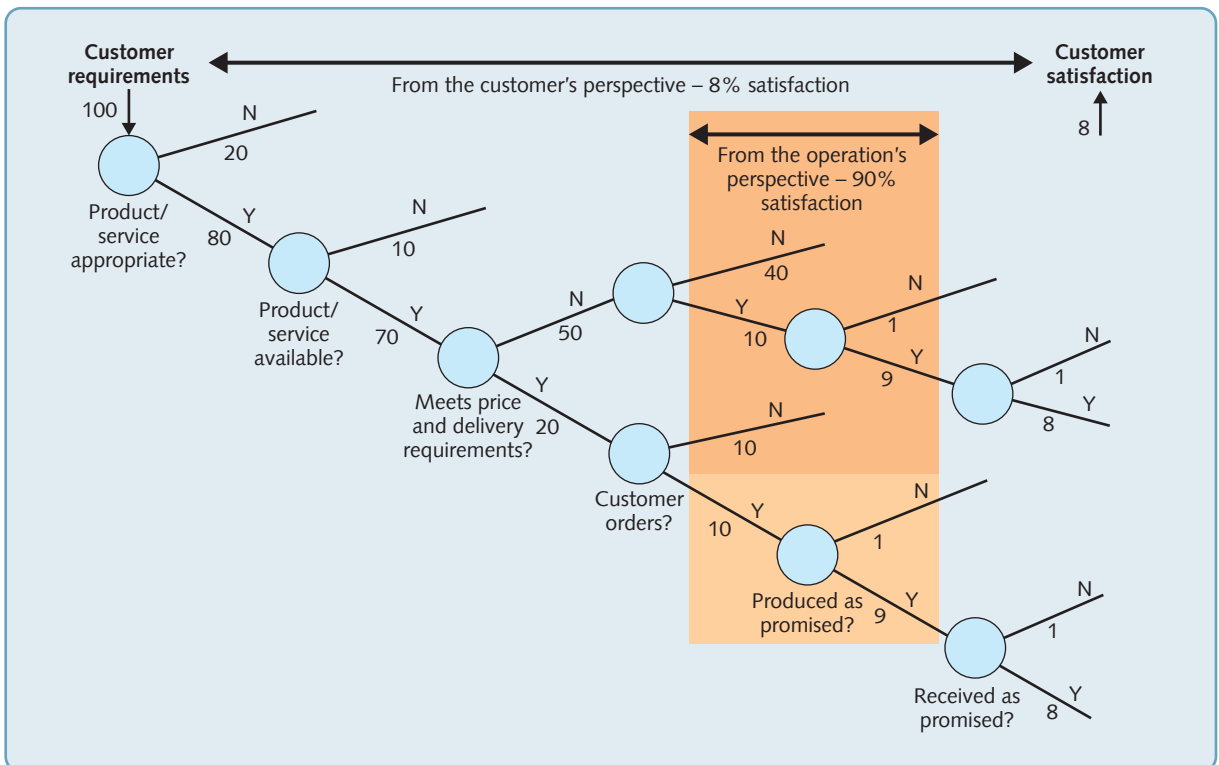 Customer
requirements
From the customer's perspective – 8% satisfaction
Customer
satisfaction
100
8
N
20
Y
80
Product/
service
appropriate?
From the operation's
perspective – 90%
satisfaction
N
10
Y
70
Product/
service
available?
N
50
Y
20
Meets price
and delivery
requirements?
N
40
Y
10
N
1
Y
9
N
1
Y
8
N
10
Y
10
Customer
orders?
N
1
Y
9
Produced as
promised?
N
1
Y
8
Received as
promised?